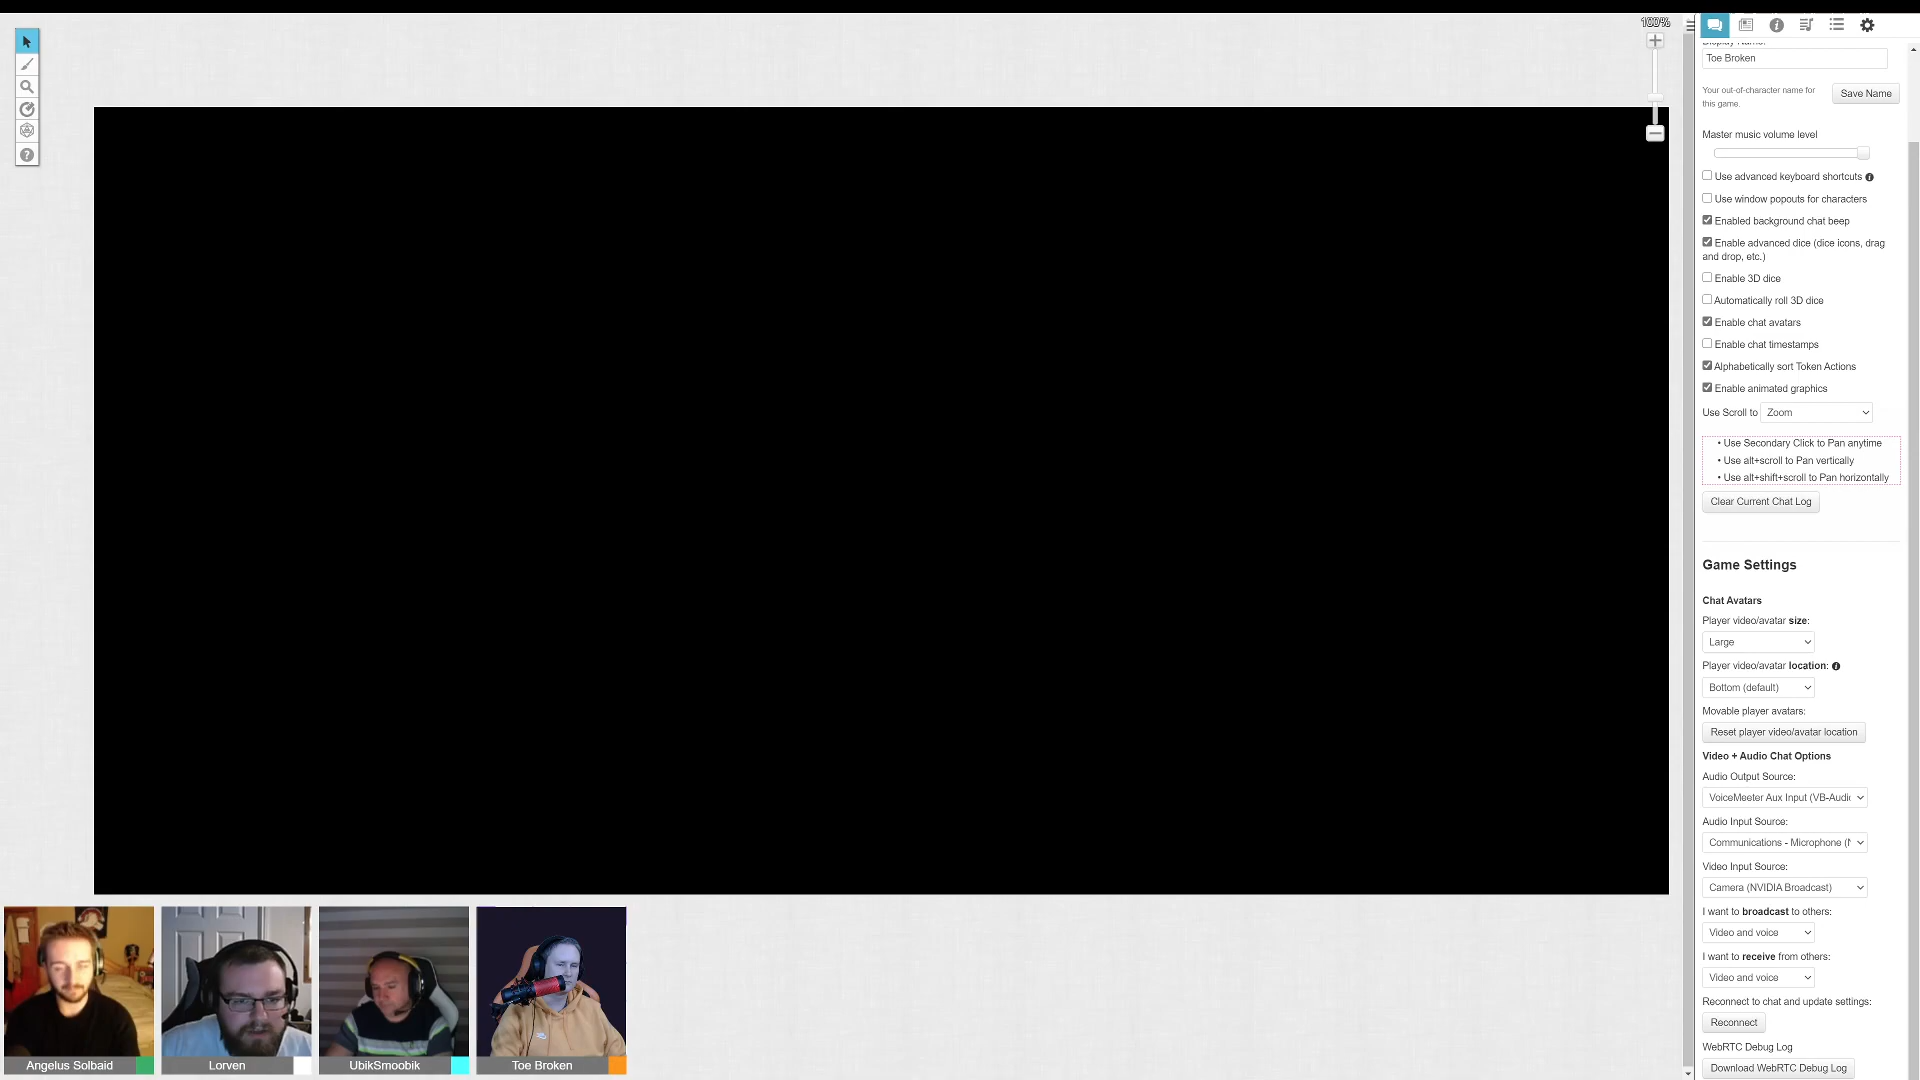 100%
Toe Broken
Your out-of-character name for
this game.
Save Name
Master music volume level
Use advanced keyboard shortcuts
Use window popouts for characters
Enabled background chat beep
Enable advanced dice (dice icons, drag
and drop, etc.)
Enable 3D dice
Automatically roll 3D dice
Enable chat avatars
Enable chat timestamps
Alphabetically sort Token Actions
Enable animated graphics
Use Scroll to Zoom
• Use Secondary Click to Pan anytime
• Use alt+scroll to Pan vertically
• Use alt+shift+scroll to Pan horizontally
Clear Current Chat Log
Game Settings
Chat Avatars
Player video/avatar size:
Large
Player video/avatar location:
Bottom (default)
Movable player avatars:
Reset player video/avatar location
Video + Audio Chat Options
Audio Output Source:
VoiceMeeter Aux Input (VB-Audi
Audio Input Source:
Communications - Microphone (
Video Input Source:
Camera (NVIDIA Broadcast)
I want to broadcast to others:
Video and voice
I want to receive from others:
Video and voice
Reconnect to chat and update settings:
Reconnect
WebRTC Debug Log
Download WebRTC Debug Log
Angelus Solbaid
Lorven
UbikSmoobik
Toe Broken